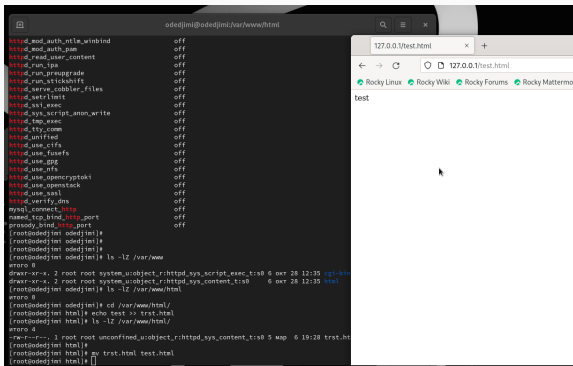 odedjimi@odedjimi:/var/www/html
httpd_mod_auth_ntlm_winbind off
httpd_mod_auth_pam off
httpd_read_user_content off
httpd_run_ipa off
httpd_run_preupgrade off
httpd_run_stickshift off
httpd_serve_cobbler_files off
httpd_setrlimit off
httpd_ssi_exec off
httpd_sys_script_anon_write off
httpd_tmp_exec off
httpd_tty_comm off
httpd_unified off
httpd_use_cifs off
httpd_use_fusefs off
httpd_use_gpg off
httpd_use_nfs off
httpd_use_opencryptoki off
httpd_use_openstack off
httpd_use_sasl off
httpd_verify_dns off
mysql_connect_http off
named_tcp_bind_http_port off
prosody_bind_http_port off
[root@odedjimi odedjimi]#
[root@odedjimi odedjimi]#
[root@odedjimi odedjimi]# ls -lZ /var/www
итого 0
drwxr-xr-x. 2 root root system_u:object_r:httpd_sys_script_exec_t:s0 6 окт 28 12:35 cgi-bin
drwxr-xr-x. 2 root root system_u:object_r:httpd_sys_content_t:s0 6 окт 28 12:35 html
[root@odedjimi odedjimi]# ls -lZ /var/www/html
итого 0
[root@odedjimi odedjimi]# cd /var/www/html/
[root@odedjimi html]# echo test >> trst.html
[root@odedjimi html]# ls -lZ /var/www/html/
итого 4
-rw-r--r--. 1 root root unconfined_u:object_r:httpd_sys_content_t:s0 5 мар 6 19:28 trst.ht
[root@odedjimi html]#
[root@odedjimi html]# mv trst.html test.html
[root@odedjimi html]#
127.0.0.1/test.html
127.0.0.1/test.html
Rocky Linux Rocky Wiki Rocky Forums Rocky Mattermo
test